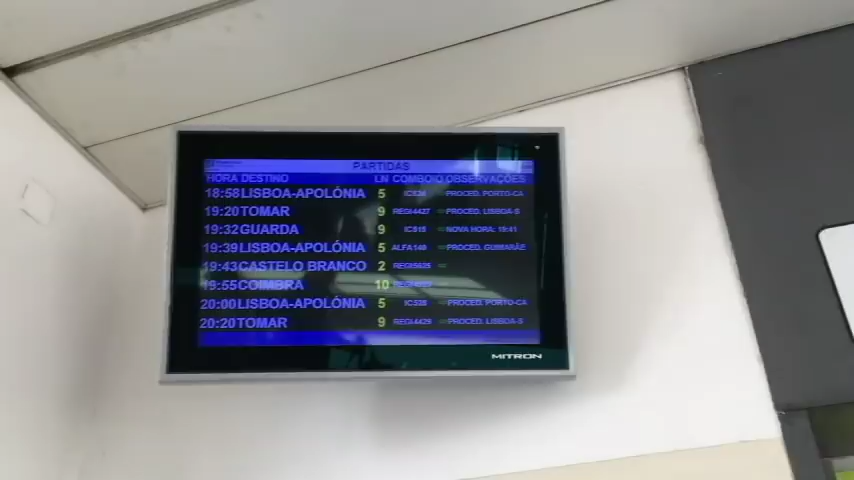 PARTIDAS
HORA DESTINO LN COMBOIO OBSERVAÇÕES
18:58 LISBOA-APOLÓNIA 5 PROCED. PORTO-CA
19:20 TOMAR 9 REGI4427 PROCED. LISBOA-S
19:32 GUARDA 9 IC515 NOVA HORA: 19:41
19:39 LISBOA-APOLÓNIA 5 ALFA140 PROCED. GUIMARÃE
19:43 CASTELO BRANCO 2
19:55 COIMBRA 10
20:00 LISBOA-APOLÓNIA 5 IC528 PROCED. PORTO-CA
20:20 TOMAR 9 REGI4429 PROCED. LISBOA-S
MITRON